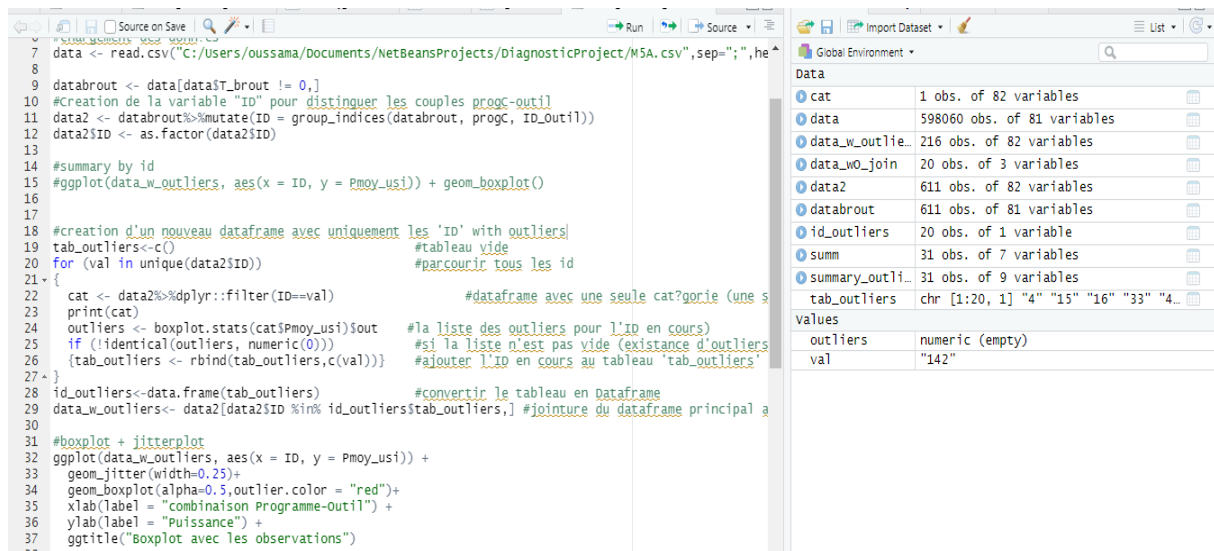 Source on Save
Run
Source
7 data <- read.csv("C:/Users/oussama/Documents/NetBeansProjects/DiagnosticProject/M5A.csv",sep=";",he
8
9 databrout <- data[data$T_brout != 0,]
10 #Creation de la variable "ID" pour distinguer les couples progC-outil
11 data2 <- databrout%>%mutate(ID = group_indices(databrout, progC, ID_Outil))
12 data2$ID <- as.factor(data2$ID)
13
14 #summary by id
15 #ggplot(data_w_outliers, aes(x = ID, y = Pmoy_usi)) + geom_boxplot()
16
17
18 #creation d'un nouveau dataframe avec uniquement les 'ID' with outliers
19 tab_outliers<-c() #tableau vide
20 for (val in unique(data2$ID)) #parcourir tous les id
21 {
22 cat <- data2%>%dplyr::filter(ID==val) #dataframe avec une seule cat?gorie (une s
23 print(cat)
24 outliers <- boxplot.stats(cat$Pmoy_usi)$out #la liste des outliers pour l'ID en cours)
25 if (!identical(outliers, numeric(0))) #si la liste n'est pas vide (existance d'outliers
26 {tab_outliers <- rbind(tab_outliers,c(val))} #ajouter l'ID en cours au tableau 'tab_outliers'
27 }
28 id_outliers<-data.frame(tab_outliers) #convertir le tableau en Dataframe
29 data_w_outliers<- data2[data2$ID %in% id_outliers$tab_outliers,] #jointure du dataframe principal a
30
31 #boxplot + jitterplot
32 ggplot(data_w_outliers, aes(x = ID, y = Pmoy_usi)) +
33 geom_jitter(width=0.25)+
34 geom_boxplot(alpha=0.5,outlier.color = "red")+
35 xlab(label = "combinaison Programme-Outil") +
36 ylab(label = "Puissance") +
37 ggtitle("Boxplot avec les observations")
Import Dataset
List
Global Environment
Data
cat 1 obs. of 82 variables
data 598060 obs. of 81 variables
data_w_outlie… 216 obs. of 82 variables
data_wO_join 20 obs. of 3 variables
data2 611 obs. of 82 variables
databrout 611 obs. of 81 variables
id_outliers 20 obs. of 1 variable
summ 31 obs. of 7 variables
summary_outli… 31 obs. of 9 variables
tab_outliers chr [1:20, 1] "4" "15" "16" "33" "4…
Values
outliers numeric (empty)
val "142"